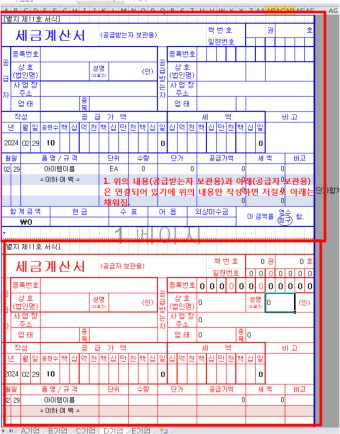 [별지 제11호 서식]
세금계산서 (공급받는자 보관용) 책 번 호 권 호
일련번호
공급자 등록번호 공급받는자 등록번호
상 호 (법인명) 성명 (인) 상 호 (법인명) 성명 (인)
사 업 장 주소 사 업 장 주소
업 태 종목 업 태 종목
작성 공 급 가 액 세 액 비 고
년 월 일 공란수 백 십 억 천 백 십 만 천 백 십 일 십 억 천 백 십 만 천 백 십 일
2024 02 29 10 0 0
월일 품 명 / 규 격 단위 수량 단가 공급가액 세 액 비 고
02 29 아이템이름 EA 0 0 0 0
= 이하 여 백 =
1. 위의 내용(공급받는자 보관용)과 아래(공급자 보관용)
은 연결되어 있기에 위의 내용만 작성하면 저절로 아래는
채워짐.
합 계 금 액 현 금 수 표 어 음 외상미수금 이 금액을 영수 청구 함.
₩0
1 페이지
[별지 제11호 서식]
세금계산서 (공급자 보관용) 책 번 호 0 권 0 호
일련번호 0 0 0 0 0 0
공급자 등록번호 공급받는자 등록번호 0 0 0 0 0 0 0 0 0 0
상 호 (법인명) 성명 (인) 상 호 (법인명) 0 성명 0 (인)
사 업 장 주소 사 업 장 주소 0
업 태 종목 업 태 0 종목 0
작성 공 급 가 액 세 액 비 고
년 월 일 공란수 백 십 억 천 백 십 만 천 백 십 일 십 억 천 백 십 만 천 백 십 일
2024 02 29 10 0 0
월일 품 명 / 규 격 단위 수량 단가 공급가액 세 액 비 고
02 29 아이템이름 0 0
= 이하 여 백 =
A기업 B기업 C기업 D기업 E기업